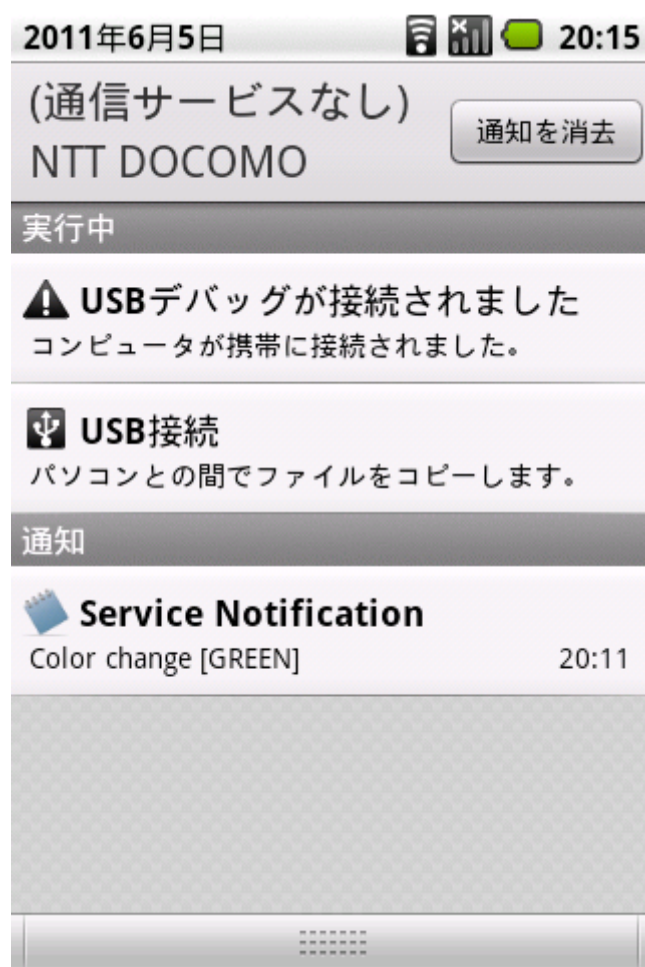 2011年6月5日 20:15
(通信サービスなし)
NTT DOCOMO
通知を消去
実行中
USBデバッグが接続されました
コンピュータが携帯に接続されました。
USB接続
パソコンとの間でファイルをコピーします。
通知
Service Notification
Color change [GREEN] 20:11